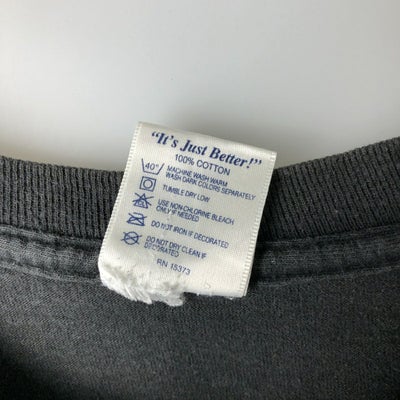 "It's Just Better!"
100% COTTON
40°
MACHINE WASH WARM
WASH DARK COLORS SEPARATELY
TUMBLE DRY LOW
USE NON-CHLORINE BLEACH
ONLY IF NEEDED
DO NOT IRON IF DECORATED
DO NOT DRY CLEAN IF
DECORATED
RN 15373